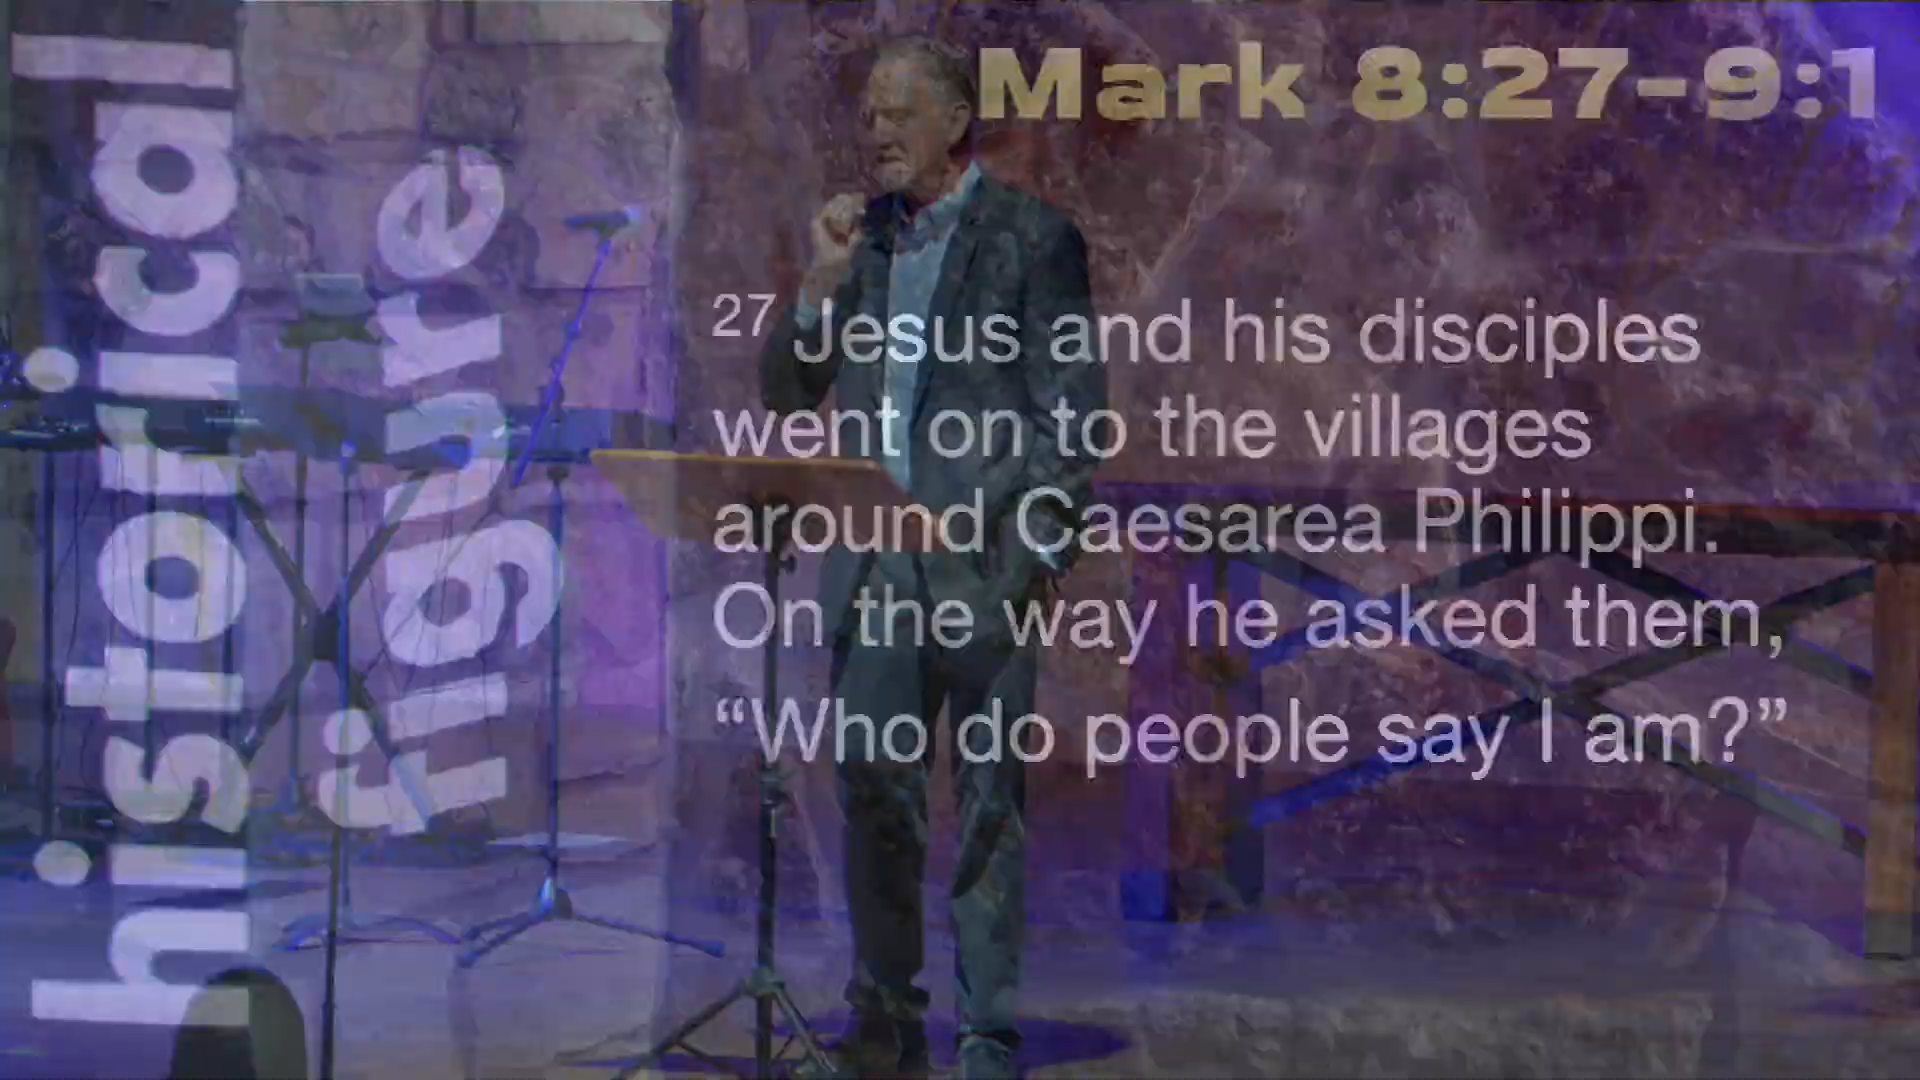 historical
figure
Mark 8:27-9:1
27 Jesus and his disciples
went on to the villages
around Caesarea Philippi.
On the way he asked them,
“Who do people say I am?”